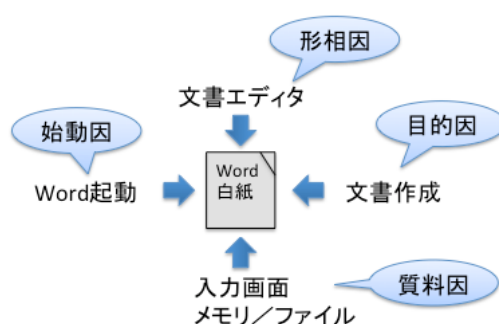 形相因
文書エディタ
始動因
目的因
Word起動
Word
白紙
文書作成
入力画面
メモリ／ファイル
質料因